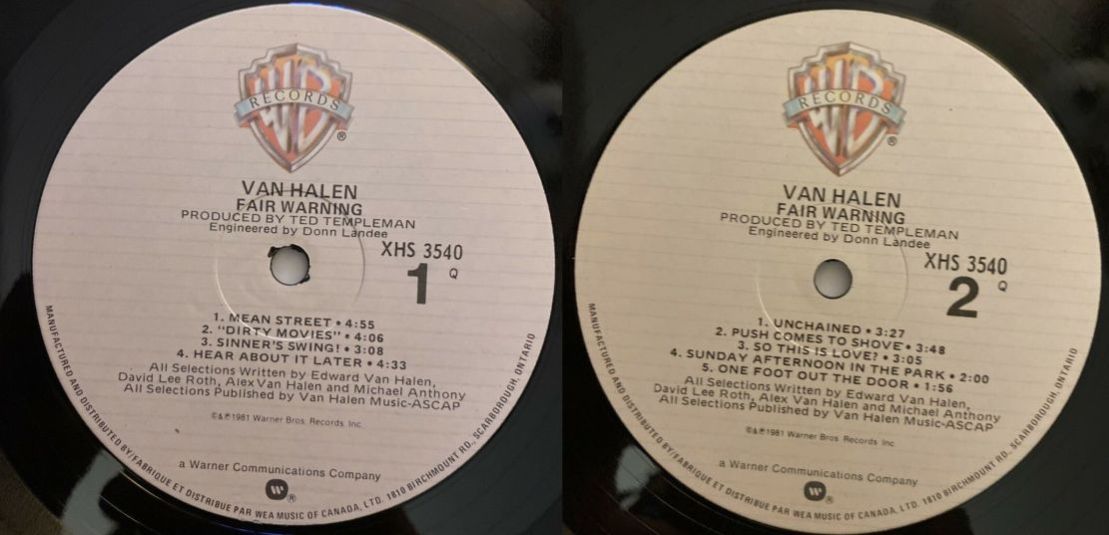 WB
RECORDS
®
VAN HALEN
FAIR WARNING
PRODUCED BY TED TEMPLEMAN
Engineered by Donn Landee
XHS 3540
1 Q
1. MEAN STREET • 4:55
2. "DIRTY MOVIES" • 4:06
3. SINNER'S SWING! • 3:08
4. HEAR ABOUT IT LATER • 4:33
All Selections Written by Edward Van Halen,
David Lee Roth, Alex Van Halen and Michael Anthony
All Selections Published by Van Halen Music-ASCAP
©&℗1981 Warner Bros. Records Inc.
a Warner Communications Company
®
MANUFACTURED AND DISTRIBUTED BY/FABRIQUE ET DISTRIBUE PAR WEA MUSIC OF CANADA, LTD. 1810 BIRCHMOUNT RD., SCARBOROUGH, ONTARIO
WB
RECORDS
®
VAN HALEN
FAIR WARNING
PRODUCED BY TED TEMPLEMAN
Engineered by Donn Landee
XHS 3540
2 Q
1. UNCHAINED • 3:27
2. PUSH COMES TO SHOVE • 3:48
3. SO THIS IS LOVE? • 3:05
4. SUNDAY AFTERNOON IN THE PARK • 2:00
5. ONE FOOT OUT THE DOOR • 1:56
All Selections Written by Edward Van Halen,
David Lee Roth, Alex Van Halen and Michael Anthony
All Selections Published by Van Halen Music-ASCAP
©&℗1981 Warner Bros. Records Inc.
a Warner Communications Company
®
MANUFACTURED AND DISTRIBUTED BY/FABRIQUE ET DISTRIBUE PAR WEA MUSIC OF CANADA, LTD. 1810 BIRCHMOUNT RD., SCARBOROUGH, ONTARIO